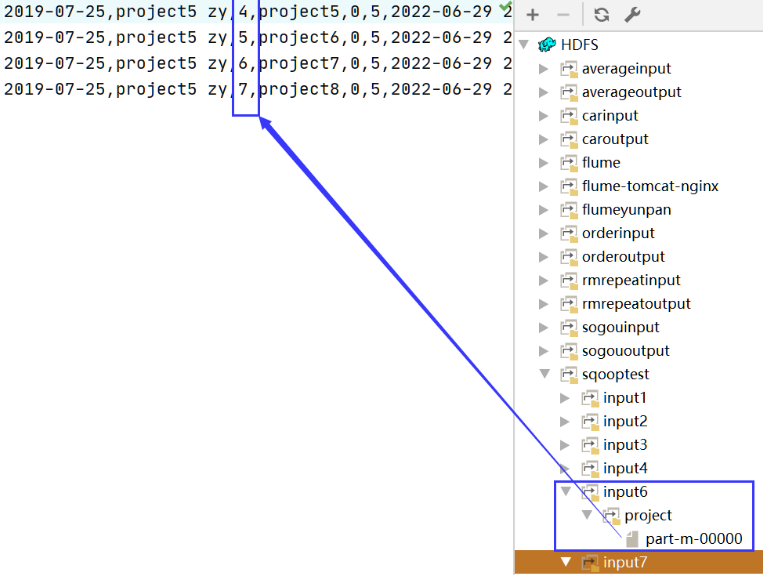 2019-07-25,project5 zy,4,project5,0,5,2022-06-29 2
2019-07-25,project5 zy,5,project6,0,5,2022-06-29 2
2019-07-25,project5 zy,6,project7,0,5,2022-06-29 2
2019-07-25,project5 zy,7,project8,0,5,2022-06-29 2
HDFS
averageinput
averageoutput
carinput
caroutput
flume
flume-tomcat-nginx
flumeyunpan
orderinput
orderoutput
rmrepeatinput
rmrepeatoutput
sogouinput
sogououtput
sqooptest
input1
input2
input3
input4
input6
project
part-m-00000
input7